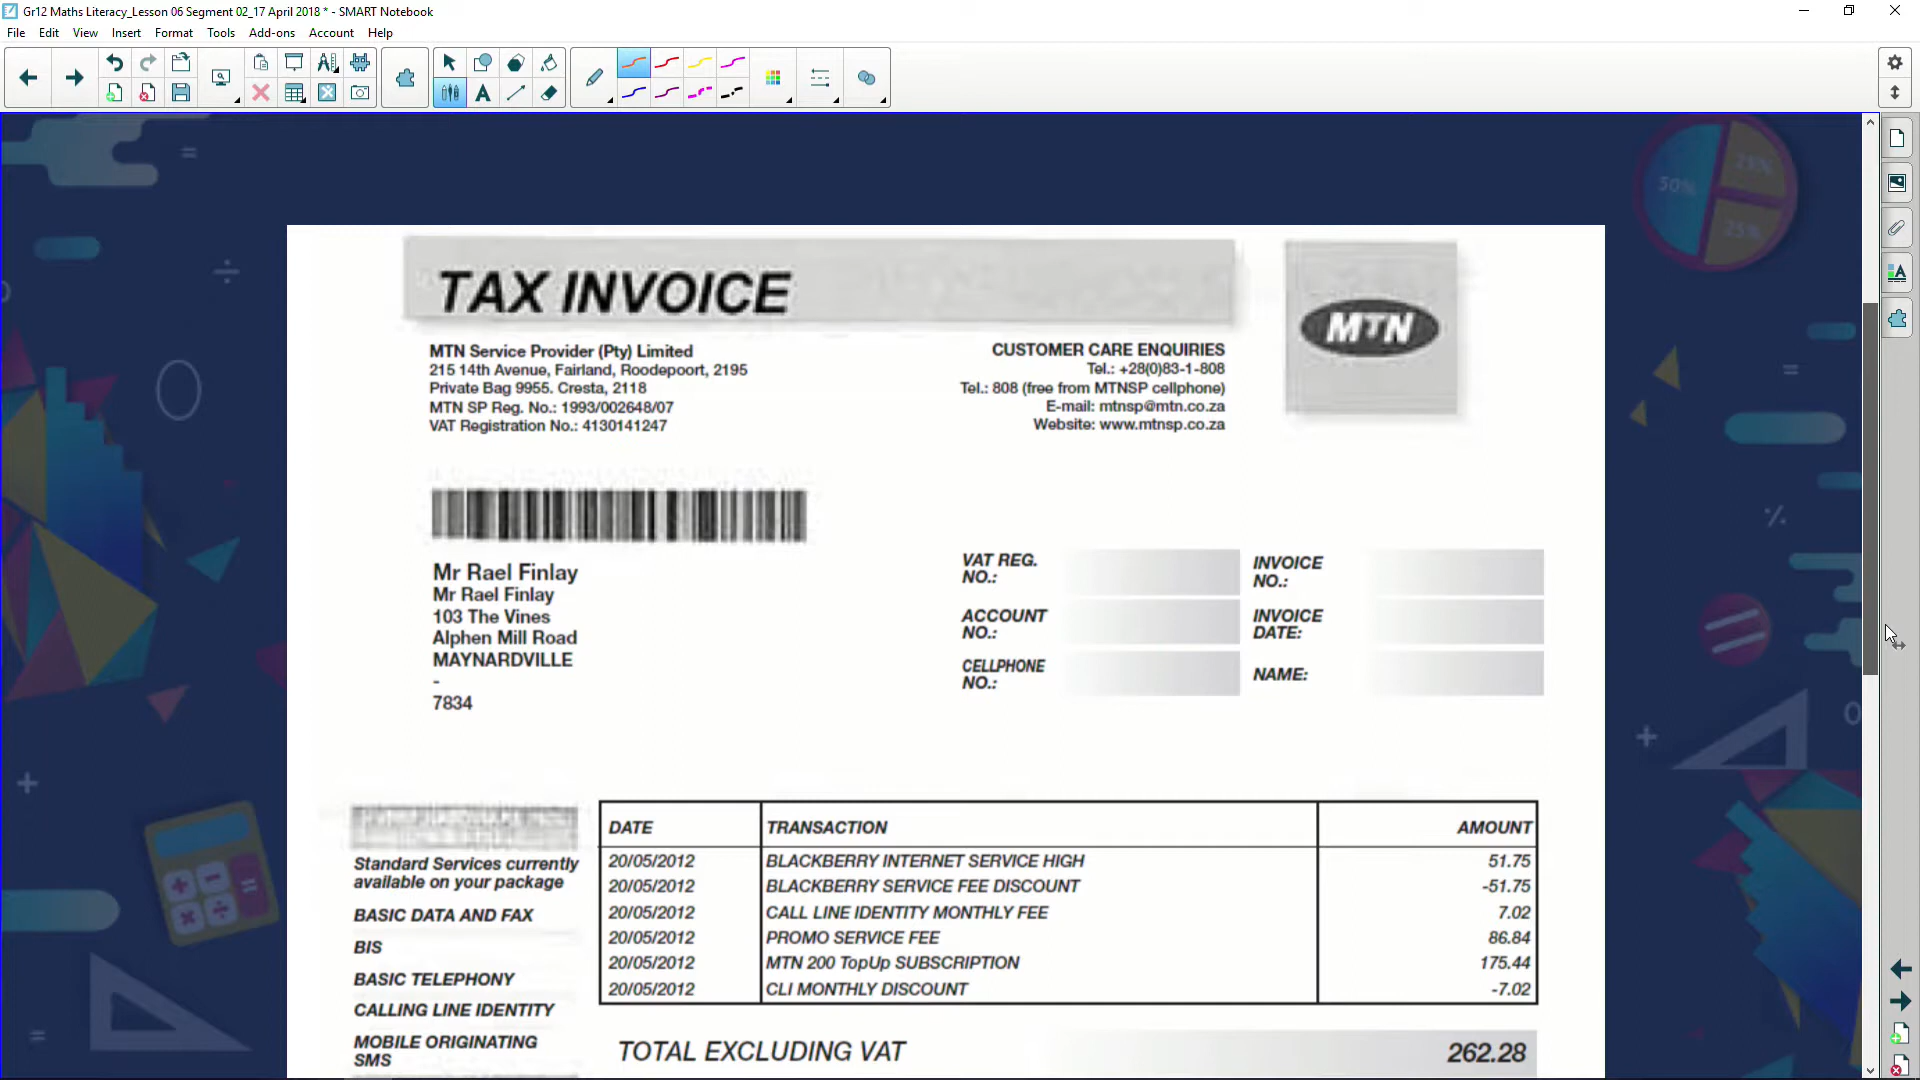 Gr12 Maths Literacy_Lesson 06 Segment 02_17 April 2018 * - SMART Notebook
File Edit View Insert Format Tools Add-ons Account Help
50%
25%
25%
TAX INVOICE
MTN
MTN Service Provider (Pty) Limited
215 14th Avenue, Fairland, Roodepoort, 2195
Private Bag 9955. Cresta, 2118
MTN SP Reg. No.: 1993/002648/07
VAT Registration No.: 4130141247
CUSTOMER CARE ENQUIRIES
Tel.: +28(0)83-1-808
Tel.: 808 (free from MTNSP cellphone)
E-mail: mtnsp@mtn.co.za
Website: www.mtnsp.co.za
Mr Rael Finlay
Mr Rael Finlay
103 The Vines
Alphen Mill Road
MAYNARDVILLE
-
7834
VAT REG. NO.:
INVOICE NO.:
ACCOUNT NO.:
INVOICE DATE:
CELLPHONE NO.:
NAME:
Standard Services currently
available on your package
BASIC DATA AND FAX
BIS
BASIC TELEPHONY
CALLING LINE IDENTITY
MOBILE ORIGINATING
SMS
DATE TRANSACTION AMOUNT
20/05/2012 BLACKBERRY INTERNET SERVICE HIGH 51.75
20/05/2012 BLACKBERRY SERVICE FEE DISCOUNT -51.75
20/05/2012 CALL LINE IDENTITY MONTHLY FEE 7.02
20/05/2012 PROMO SERVICE FEE 86.84
20/05/2012 MTN 200 TopUp SUBSCRIPTION 175.44
20/05/2012 CLI MONTHLY DISCOUNT -7.02
TOTAL EXCLUDING VAT 262.28